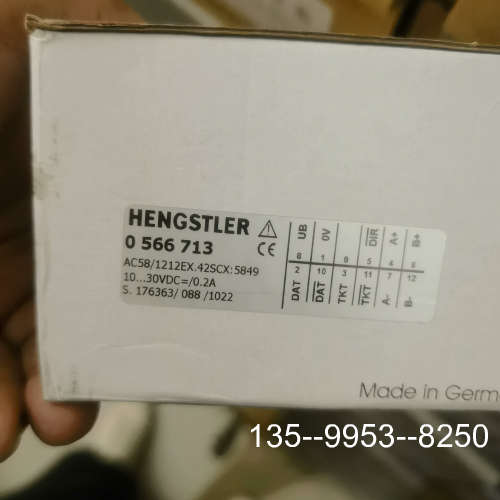 HENGSTLER
0 566 713
CE
AC58/1212EX.42SCX:5849
10...30VDC=/0.2A
S. 176363/ 088 /1022
UB 0V DIR A+ B+
8 1 9 5 4 6
2 10 3 11 7 12
DAT DAT TKT TKT A- B-
Made in Germ
135--9953--8250